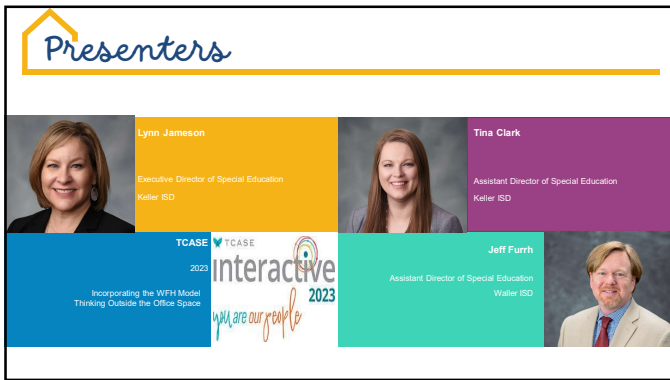 Presenters
Lynn Jameson
Executive Director of Special Education
Keller ISD
Tina Clark
Assistant Director of Special Education
Keller ISD
TCASE
2023
Incorporating the WFH Model
Thinking Outside the Office Space
TCASE
interactive
2023
you are our people
Jeff Furrh
Assistant Director of Special Education
Waller ISD